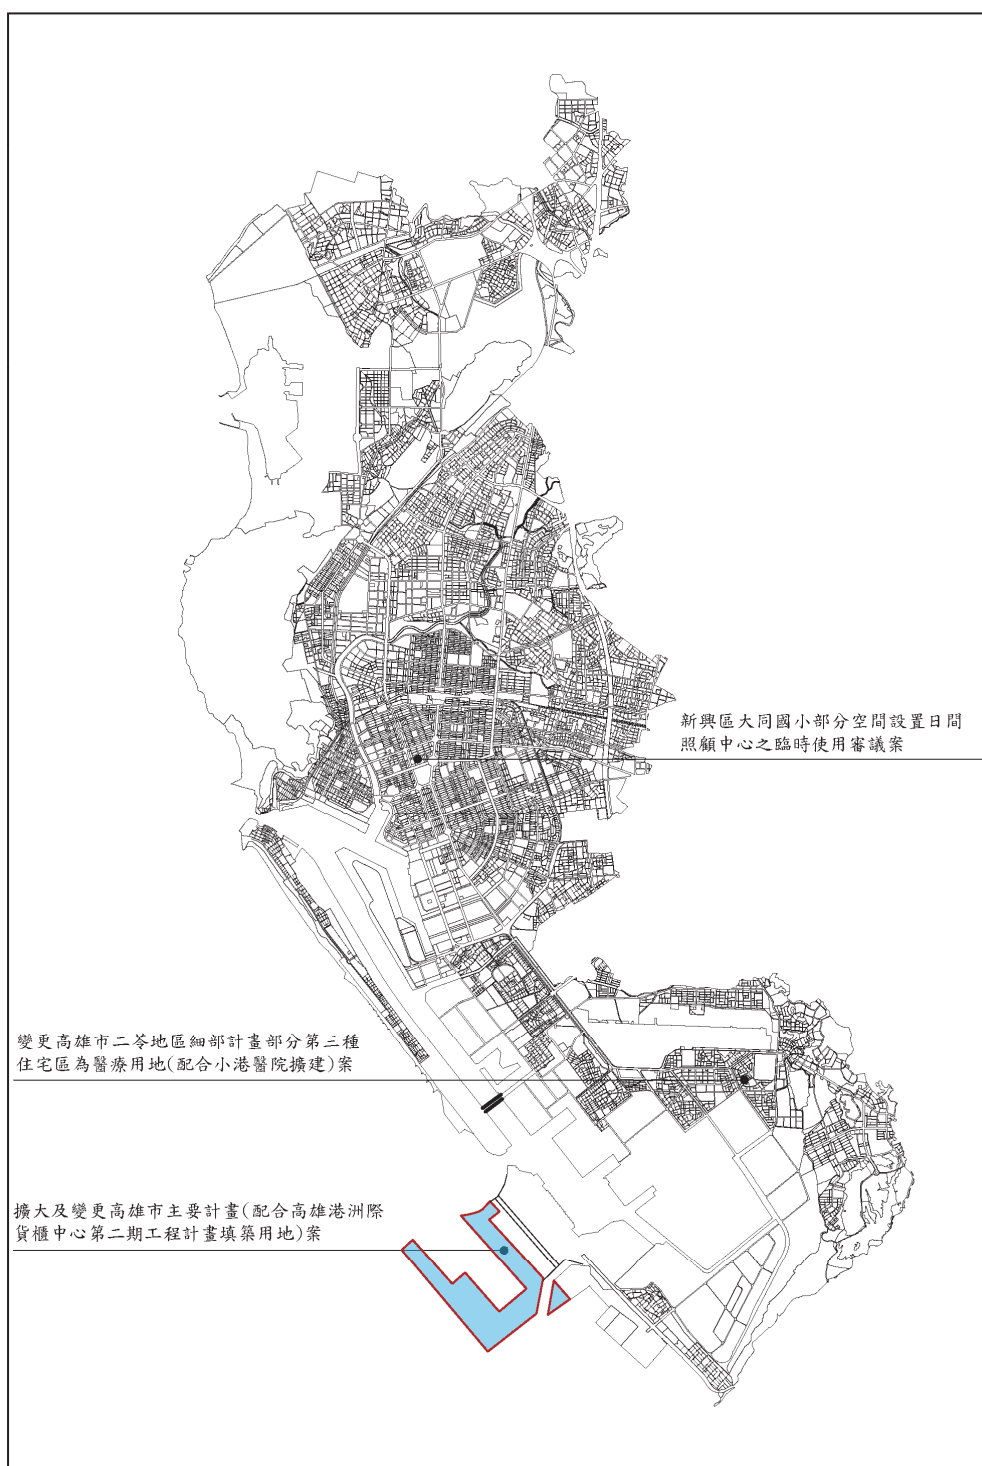 新興區大同國小部分空間設置日間
照顧中心之臨時使用審議案
變更高雄市二苓地區細部計畫部分第三種
住宅區為醫療用地(配合小港醫院擴建)案
擴大及變更高雄市主要計畫(配合高雄港洲際
貨櫃中心第二期工程計畫填築用地)案